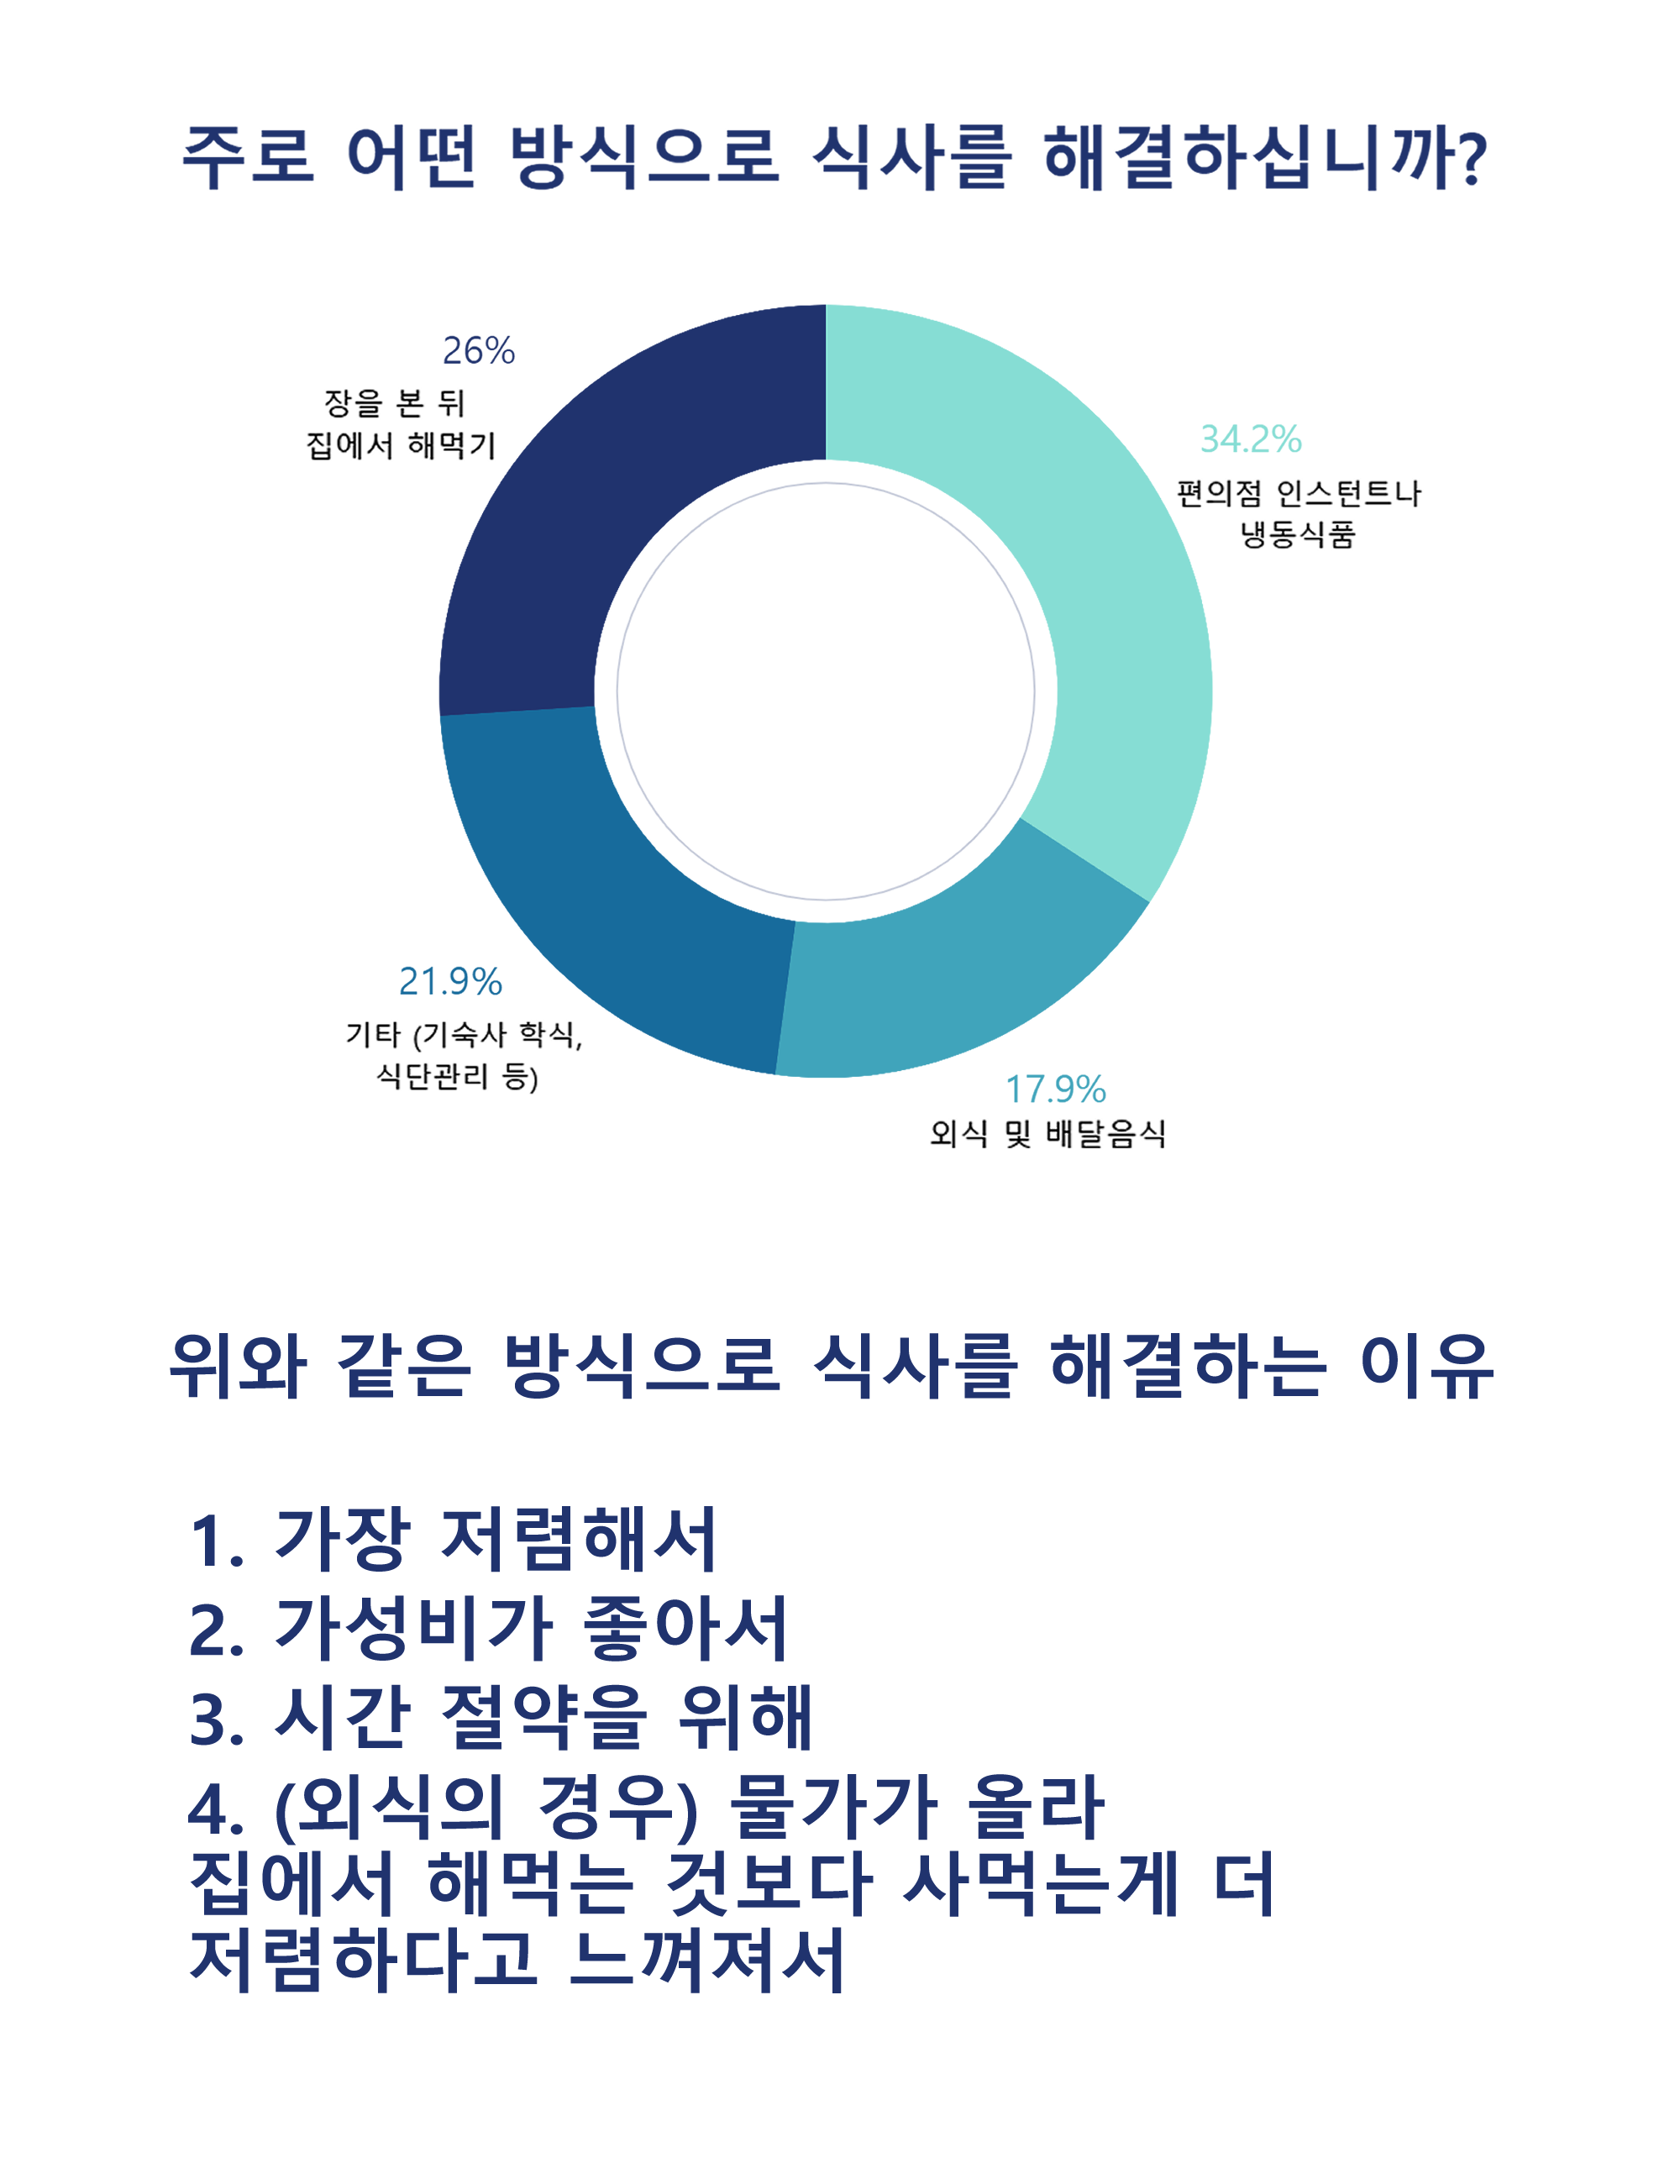 주로 어떤 방식으로 식사를 해결하십니까?
26%
장을 본 뒤
집에서 해먹기
34.2%
편의점 인스턴트나
냉동식품
21.9%
기타 (기숙사 학식,
식단관리 등)
17.9%
외식 및 배달음식
위와 같은 방식으로 식사를 해결하는 이유
1. 가장 저렴해서
2. 가성비가 좋아서
3. 시간 절약을 위해
4. (외식의 경우) 물가가 올라
집에서 해먹는 것보다 사먹는게 더
저렴하다고 느껴져서